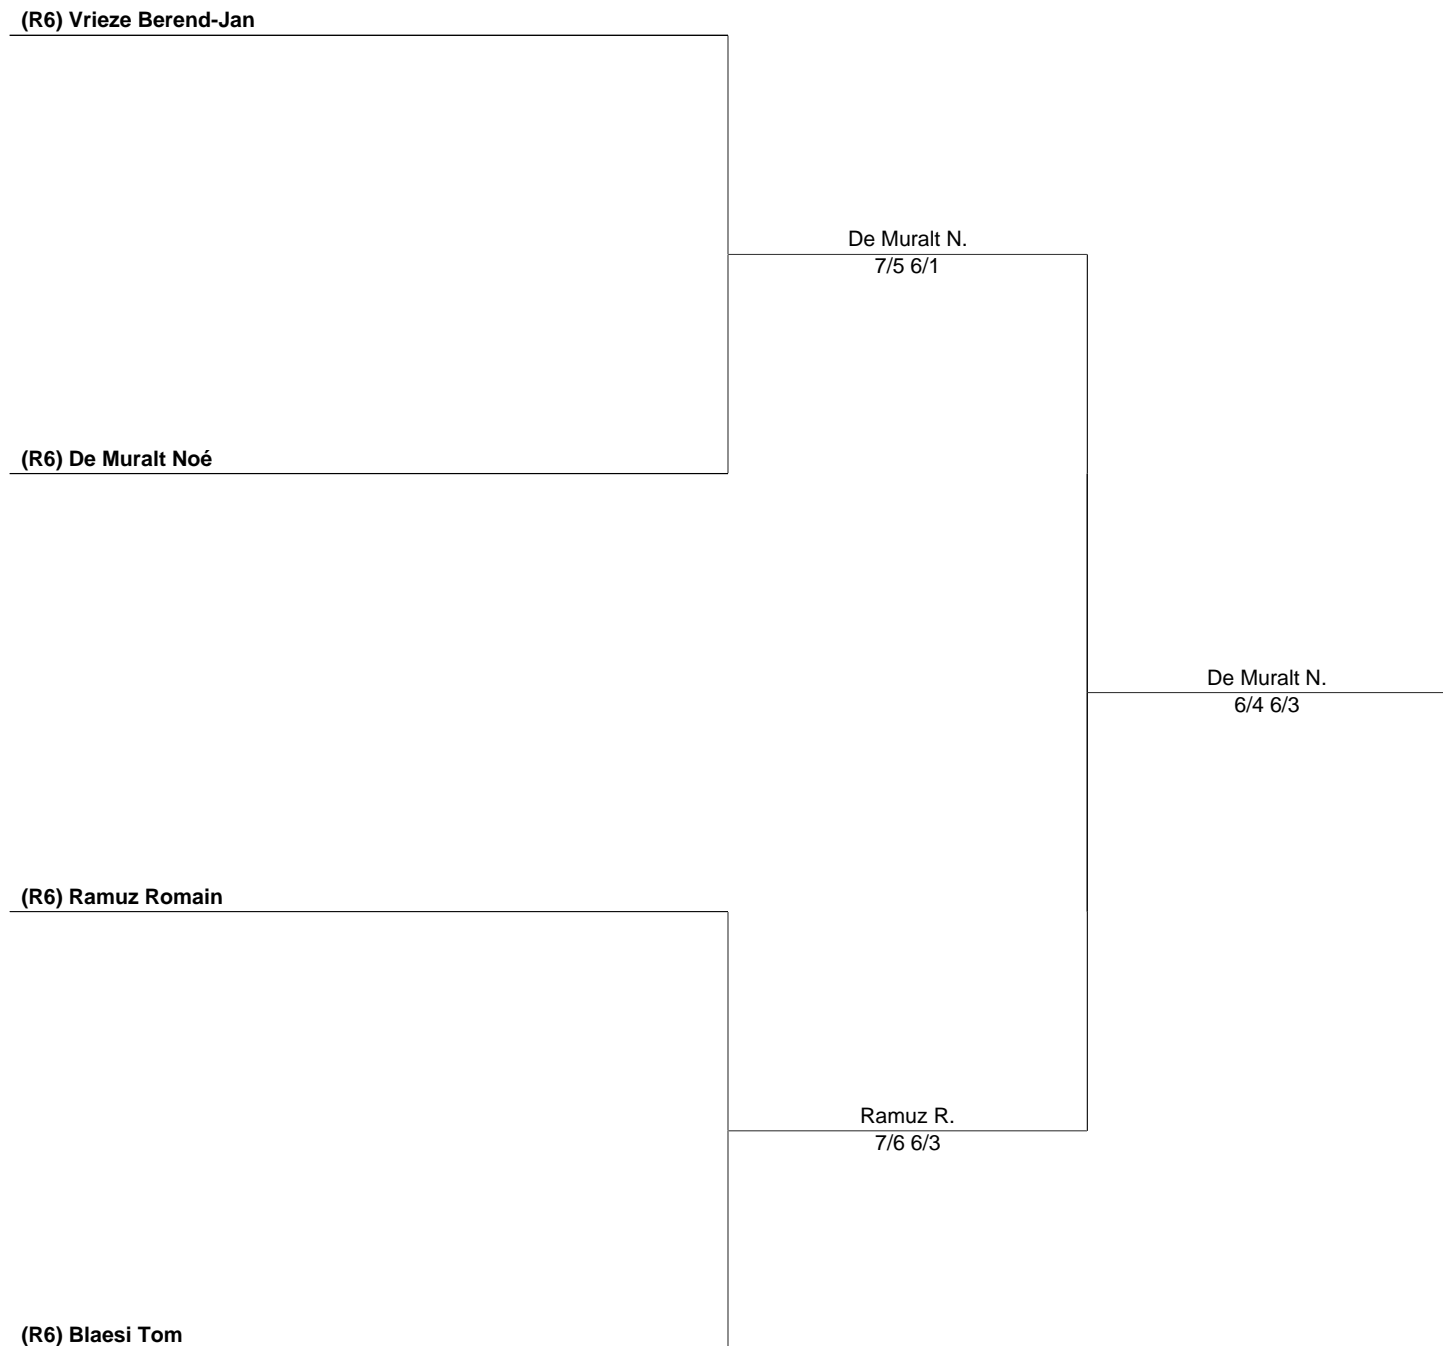 (R6) Vrieze Berend-Jan
De Muralt N.
7/5 6/1
(R6) De Muralt Noé
De Muralt N.
6/4 6/3
(R6) Ramuz Romain
Ramuz R.
7/6 6/3
(R6) Blaesi Tom